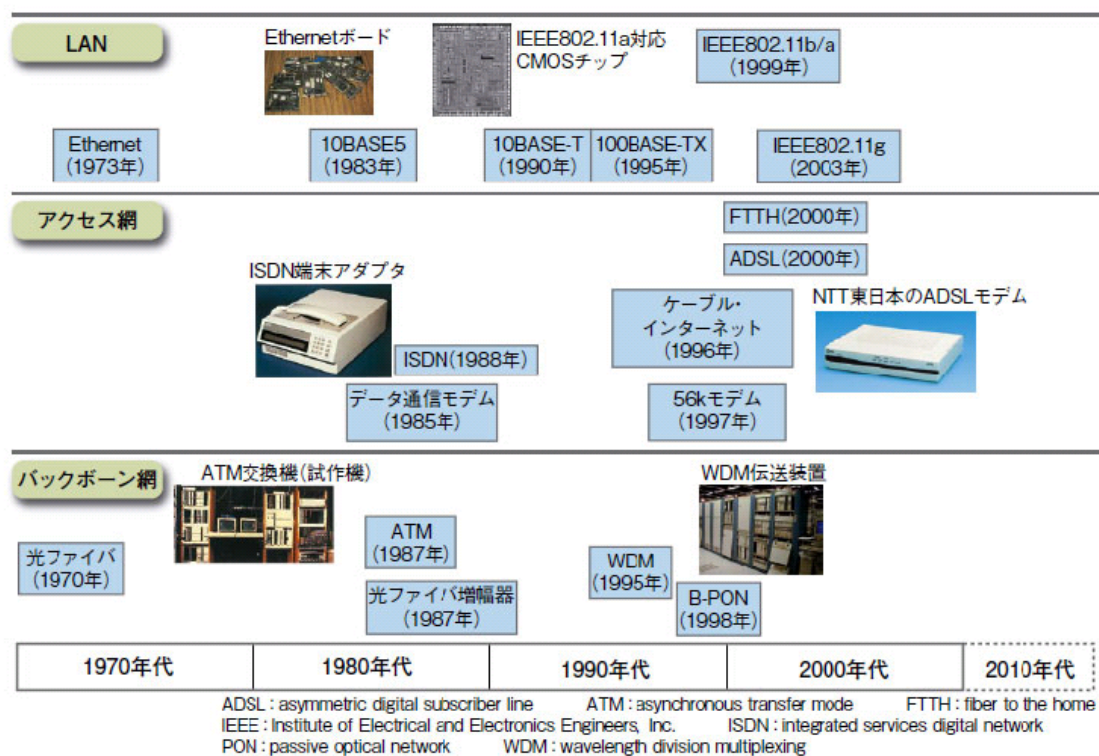 LAN
Ethernetボード
IEEE802.11a対応
CMOSチップ
IEEE802.11b/a
(1999年)
Ethernet
(1973年)
10BASE5
(1983年)
10BASE-T
(1990年)
100BASE-TX
(1995年)
IEEE802.11g
(2003年)
アクセス網
FTTH(2000年)
ADSL(2000年)
ISDN端末アダプタ
ケーブル・
インターネット
(1996年)
NTT東日本のADSLモデム
ISDN(1988年)
データ通信モデム
(1985年)
56kモデム
(1997年)
バックボーン網
ATM交換機(試作機)
WDM伝送装置
光ファイバ
(1970年)
ATM
(1987年)
光ファイバ増幅器
(1987年)
WDM
(1995年)
B-PON
(1998年)
1970年代
1980年代
1990年代
2000年代
2010年代
ADSL：asymmetric digital subscriber line ATM：asynchronous transfer mode FTTH：fiber to the home
IEEE：Institute of Electrical and Electronics Engineers, Inc. ISDN：integrated services digital network
PON：passive optical network WDM：wavelength division multiplexing